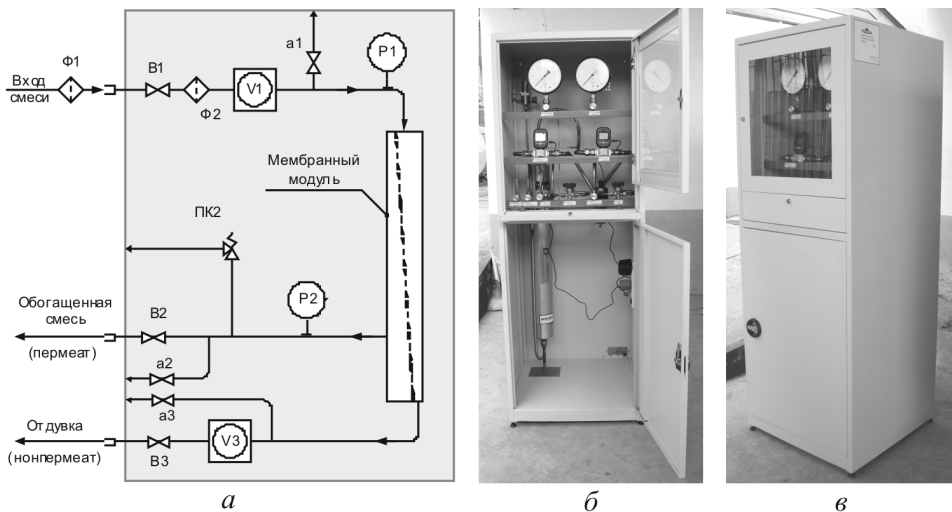 Вход
смеси
Ф1
В1
Ф2
V1
а1
Р1
Мембранный
модуль
ПК2
Обогащенная
смесь
(пермеат)
В2
Р2
а2
а3
Отдувка
(нонпермеат)
В3
V3
а
б
в